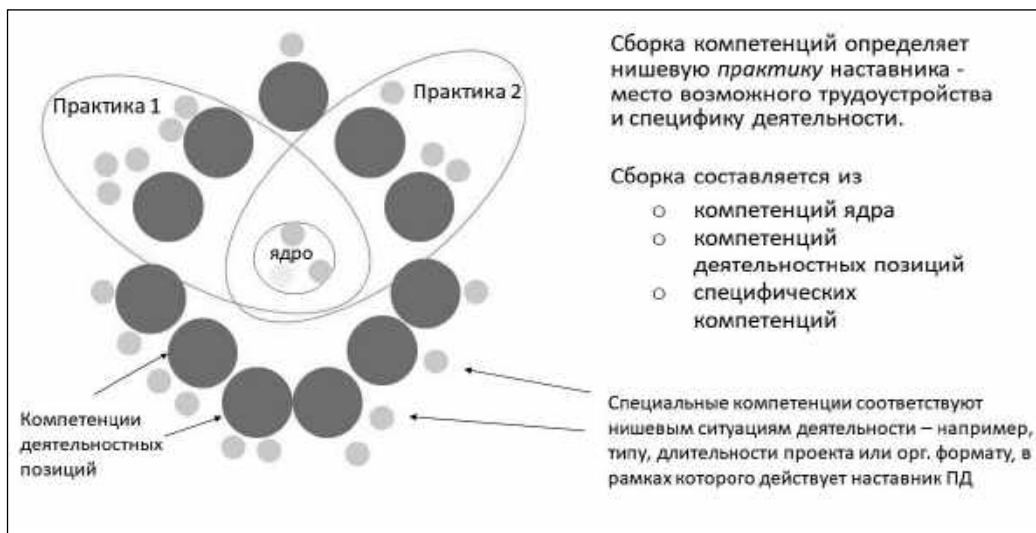 Практика 1
Практика 2
ядро
Компетенции
деятельностных
позиций
Сборка компетенций определяет
нишевую практику наставника -
место возможного трудоустройства
и специфику деятельности.
Сборка составляется из
○ компетенций ядра
○ компетенций
деятельностных позиций
○ специфических
компетенций
Специальные компетенции соответствуют
нишевым ситуациям деятельности – например,
типу, длительности проекта или орг. формату, в
рамках которого действует наставник ПД